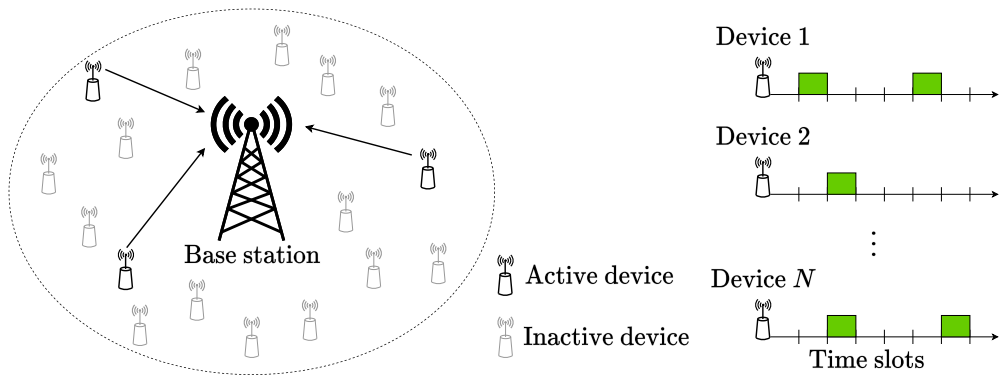 Base station
Active device
Inactive device
Device 1
Device 2
⋮
Device N
Time slots